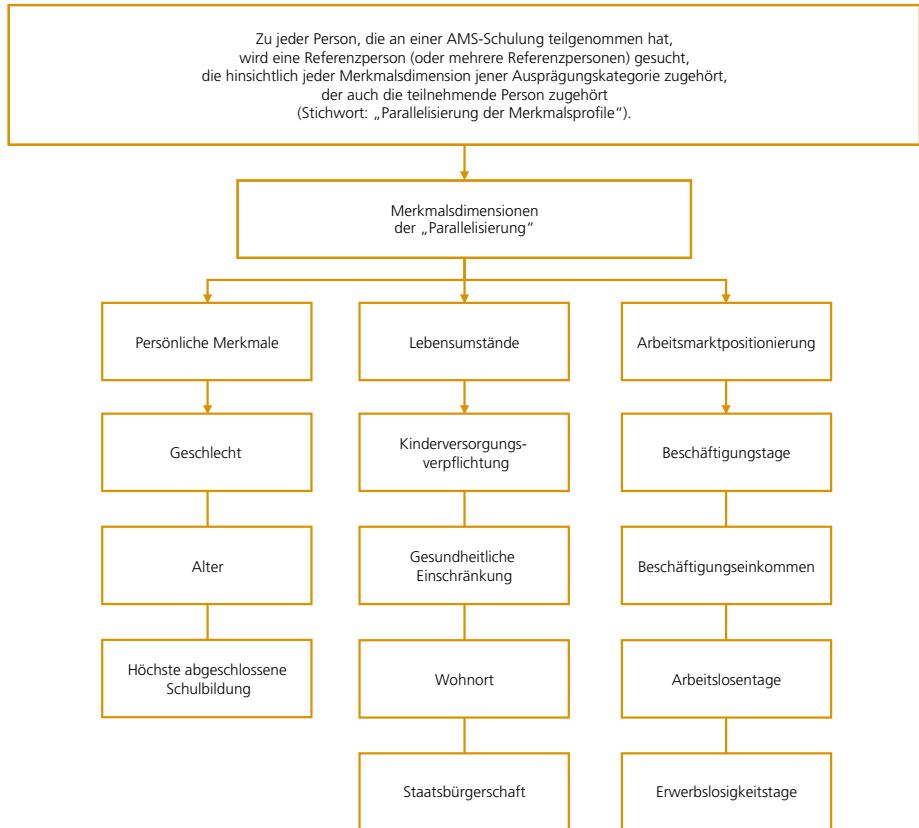 Zu jeder Person, die an einer AMS-Schulung teilgenommen hat,
wird eine Referenzperson (oder mehrere Referenzpersonen) gesucht,
die hinsichtlich jeder Merkmalsdimension jener Ausprägungskategorie zugehört,
der auch die teilnehmende Person zugehört
(Stichwort: „Parallelisierung der Merkmalsprofile“).
Merkmalsdimensionen
der „Parallelisierung“
Persönliche Merkmale
Geschlecht
Alter
Höchste abgeschlossene
Schulbildung
Lebensumstände
Kinderversorgungs-
verpflichtung
Gesundheitliche
Einschränkung
Wohnort
Staatsbürgerschaft
Arbeitsmarktpositionierung
Beschäftigungstage
Beschäftigungseinkommen
Arbeitslosentage
Erwerbslosigkeitstage